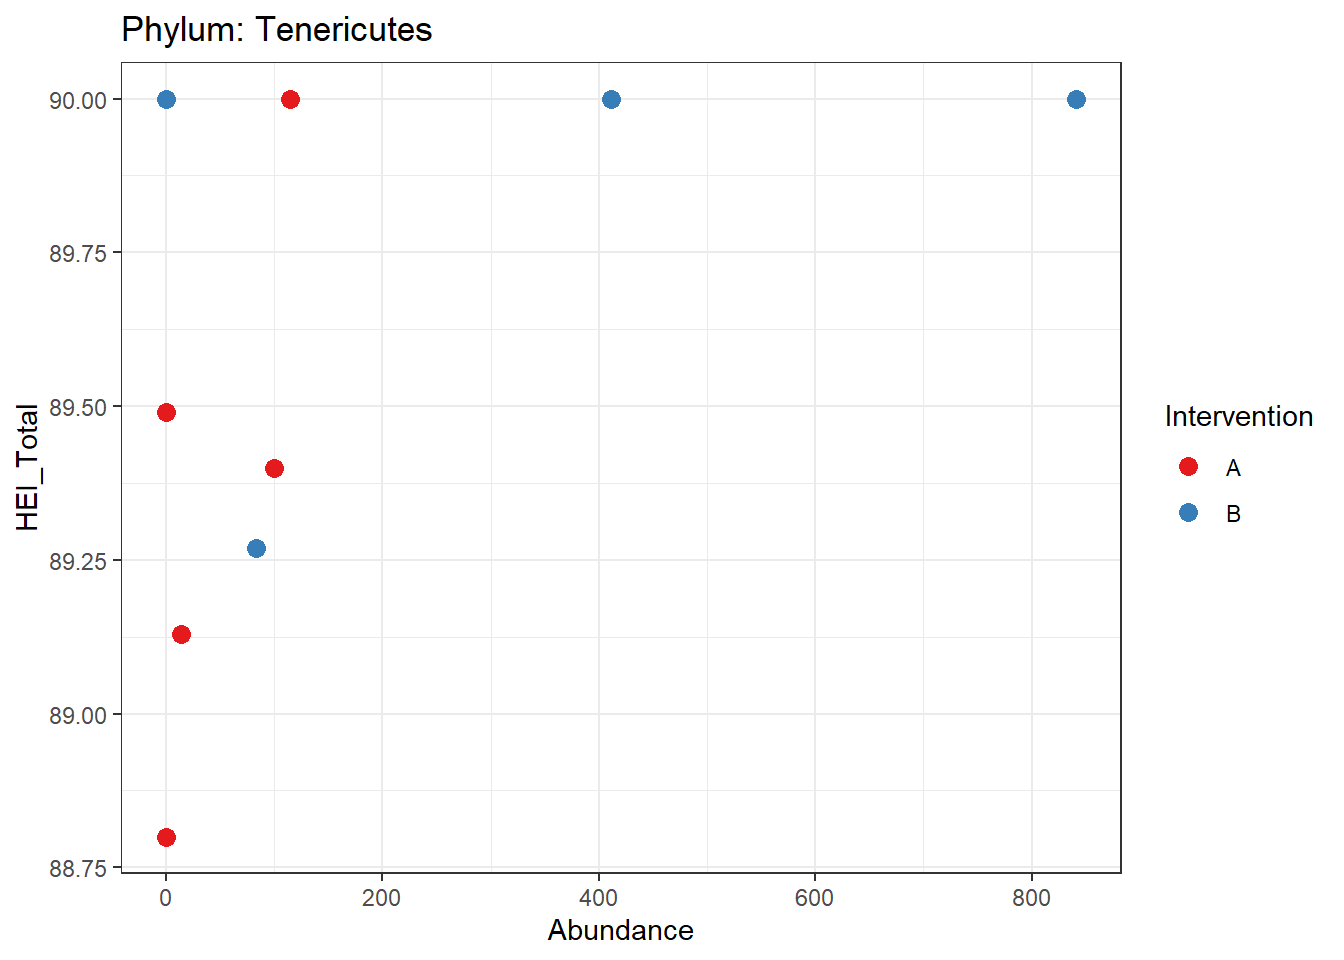 Phylum: Tenericutes
90.00
89.75
89.50
89.25
89.00
88.75
HEI_Total
0 200 400 600 800
Abundance
Intervention
A
B